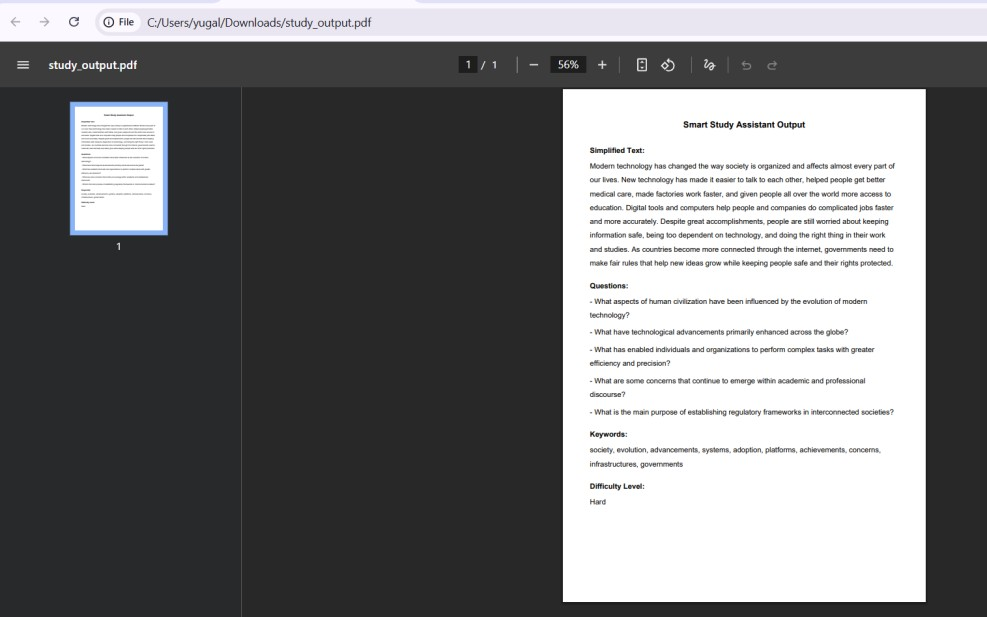 File C:/Users/yugal/Downloads/study_output.pdf
study_output.pdf
1 / 1
56%
1
Smart Study Assistant Output
Simplified Text:
Modern technology has changed the way society is organized and affects almost every part of
our lives. New technology has made it easier to talk to each other, helped people get better
medical care, made factories work faster, and given people all over the world more access to
education. Digital tools and computers help people and companies do complicated jobs faster
and more accurately. Despite great accomplishments, people are still worried about keeping
information safe, being too dependent on technology, and doing the right thing in their work
and studies. As countries become more connected through the internet, governments need to
make fair rules that help new ideas grow while keeping people safe and their rights protected.
Questions:
- What aspects of human civilization have been influenced by the evolution of modern
technology?
- What have technological advancements primarily enhanced across the globe?
- What has enabled individuals and organizations to perform complex tasks with greater
efficiency and precision?
- What are some concerns that continue to emerge within academic and professional
discourse?
- What is the main purpose of establishing regulatory frameworks in interconnected societies?
Keywords:
society, evolution, advancements, systems, adoption, platforms, achievements, concerns,
infrastructures, governments
Difficulty Level:
Hard